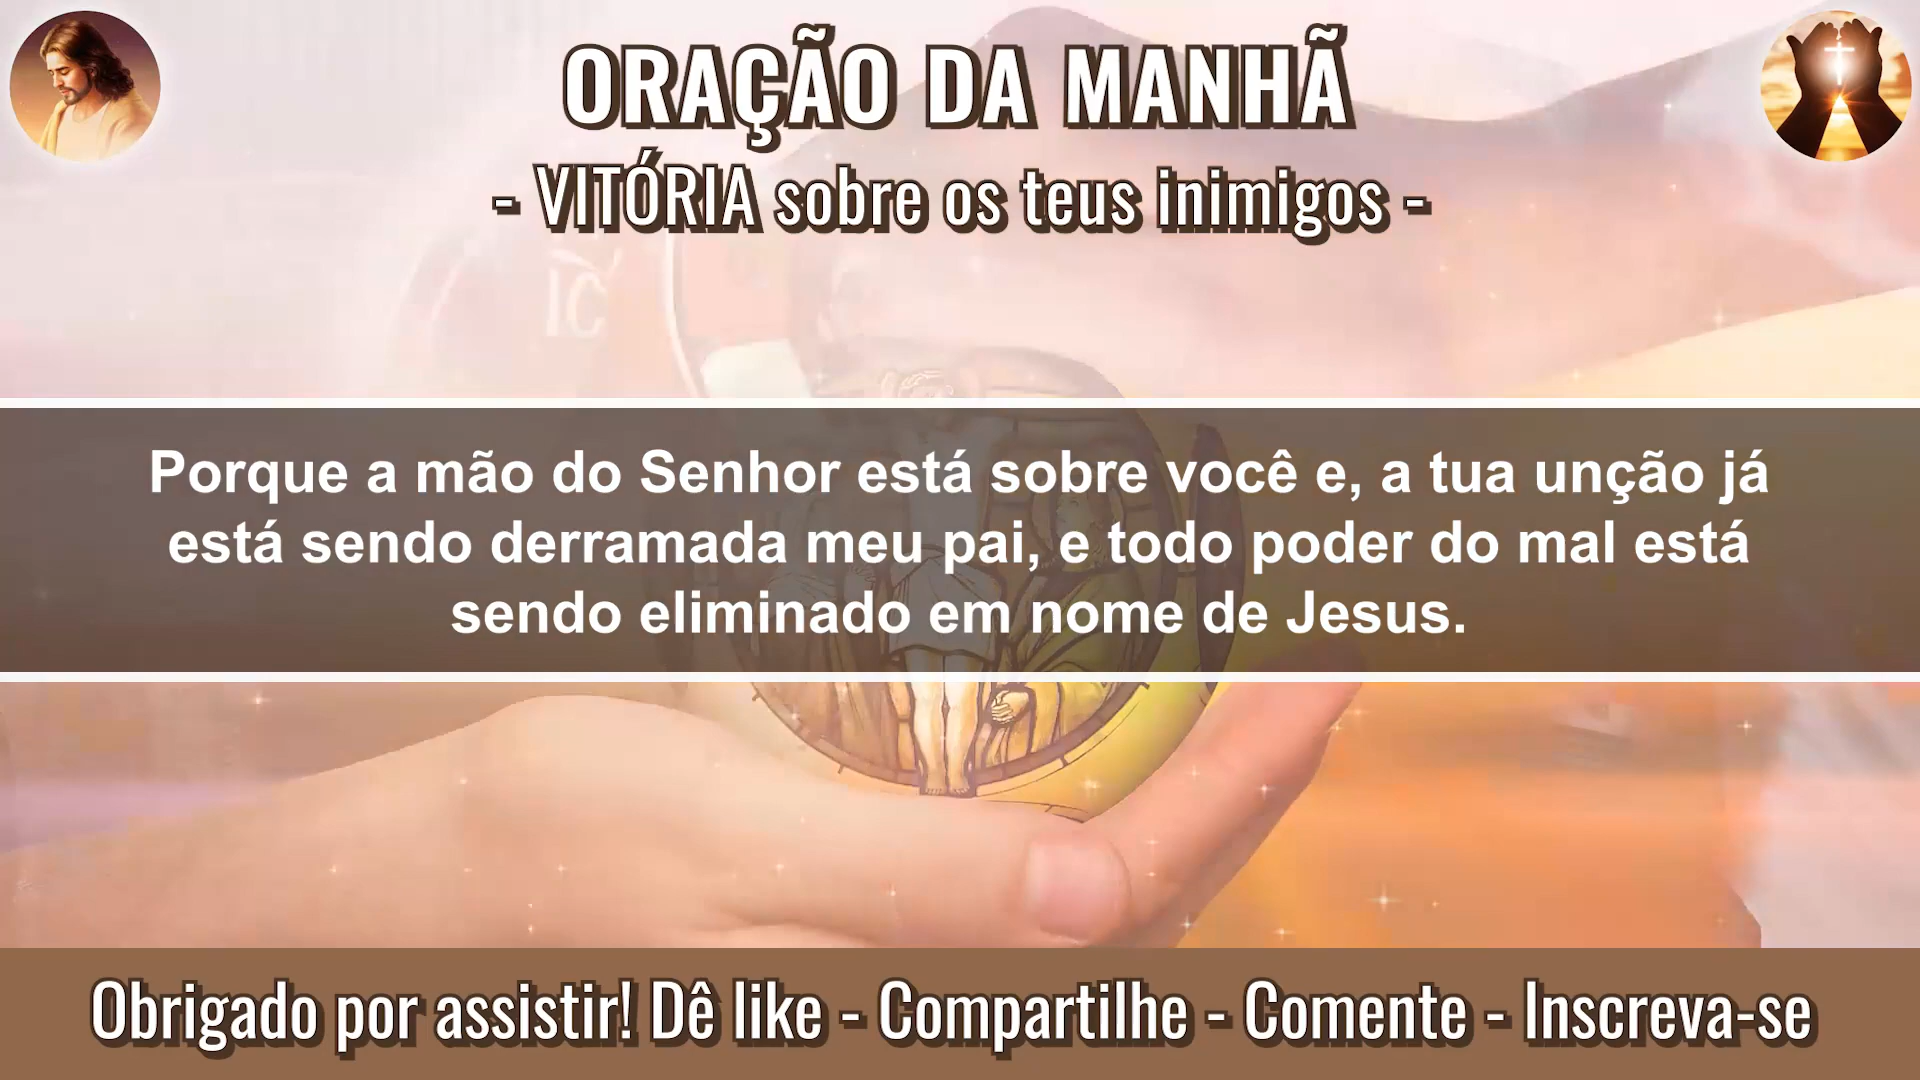 ORAÇÃO DA MANHÃ
- VITÓRIA sobre os teus inimigos -
IC
Porque a mão do Senhor está sobre você e, a tua unção já
está sendo derramada meu pai, e todo poder do mal está
sendo eliminado em nome de Jesus.
Obrigado por assistir! Dê like - Compartilhe - Comente - Inscreva-se